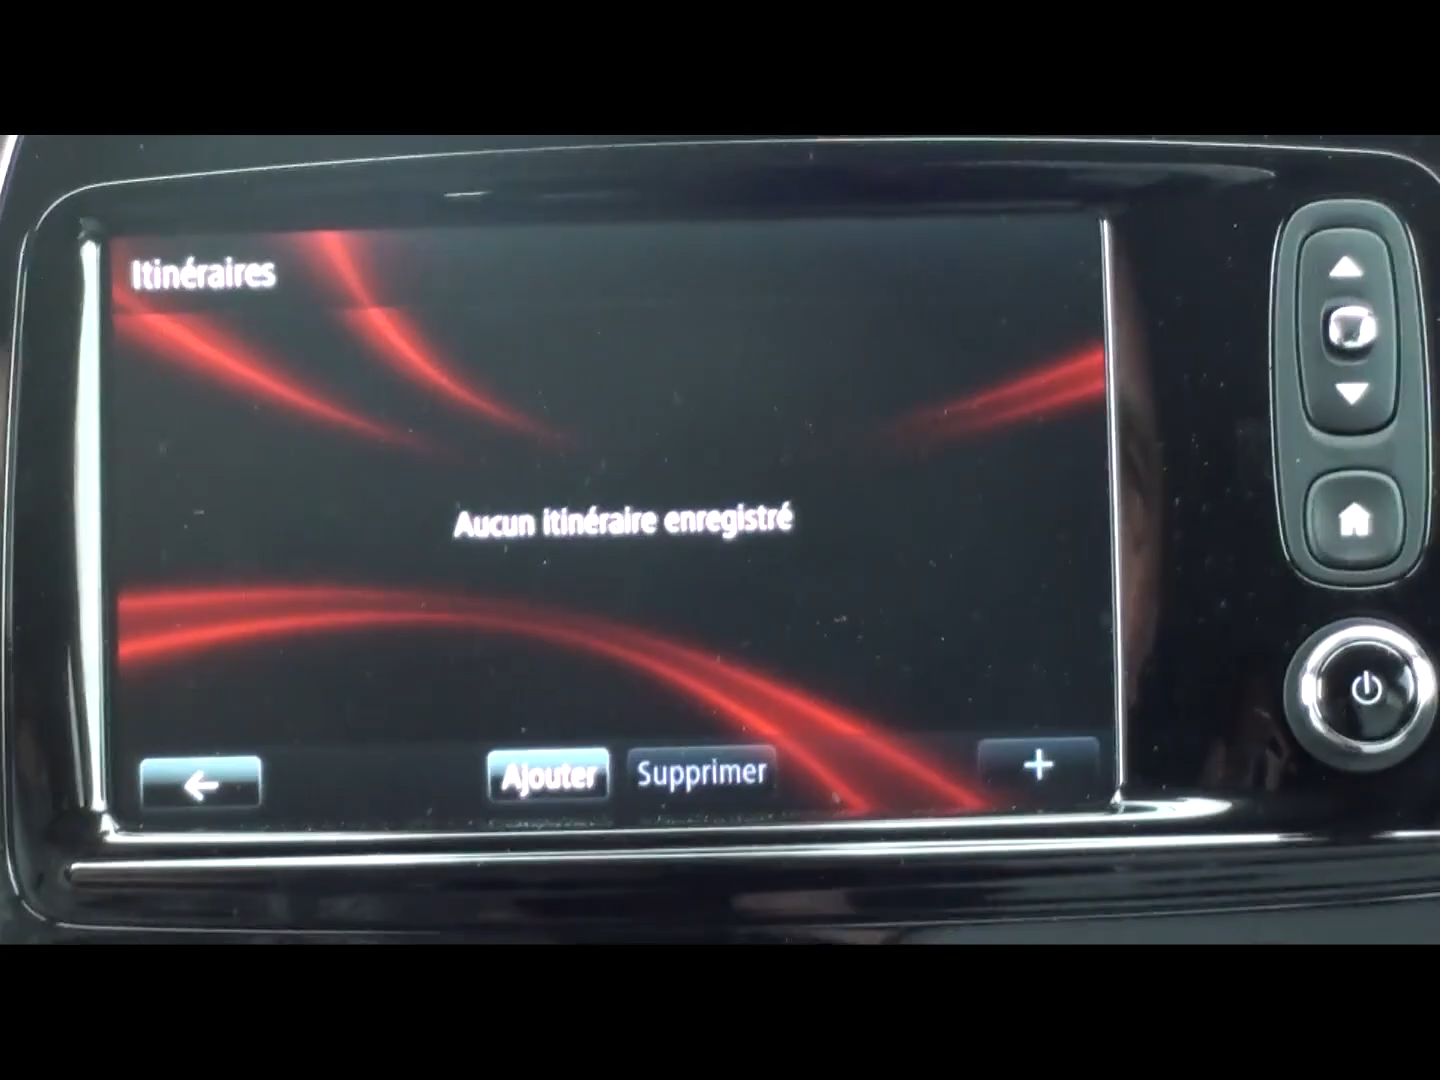 Itinéraires
Aucun itinéraire enregistré
Ajouter
Supprimer
+